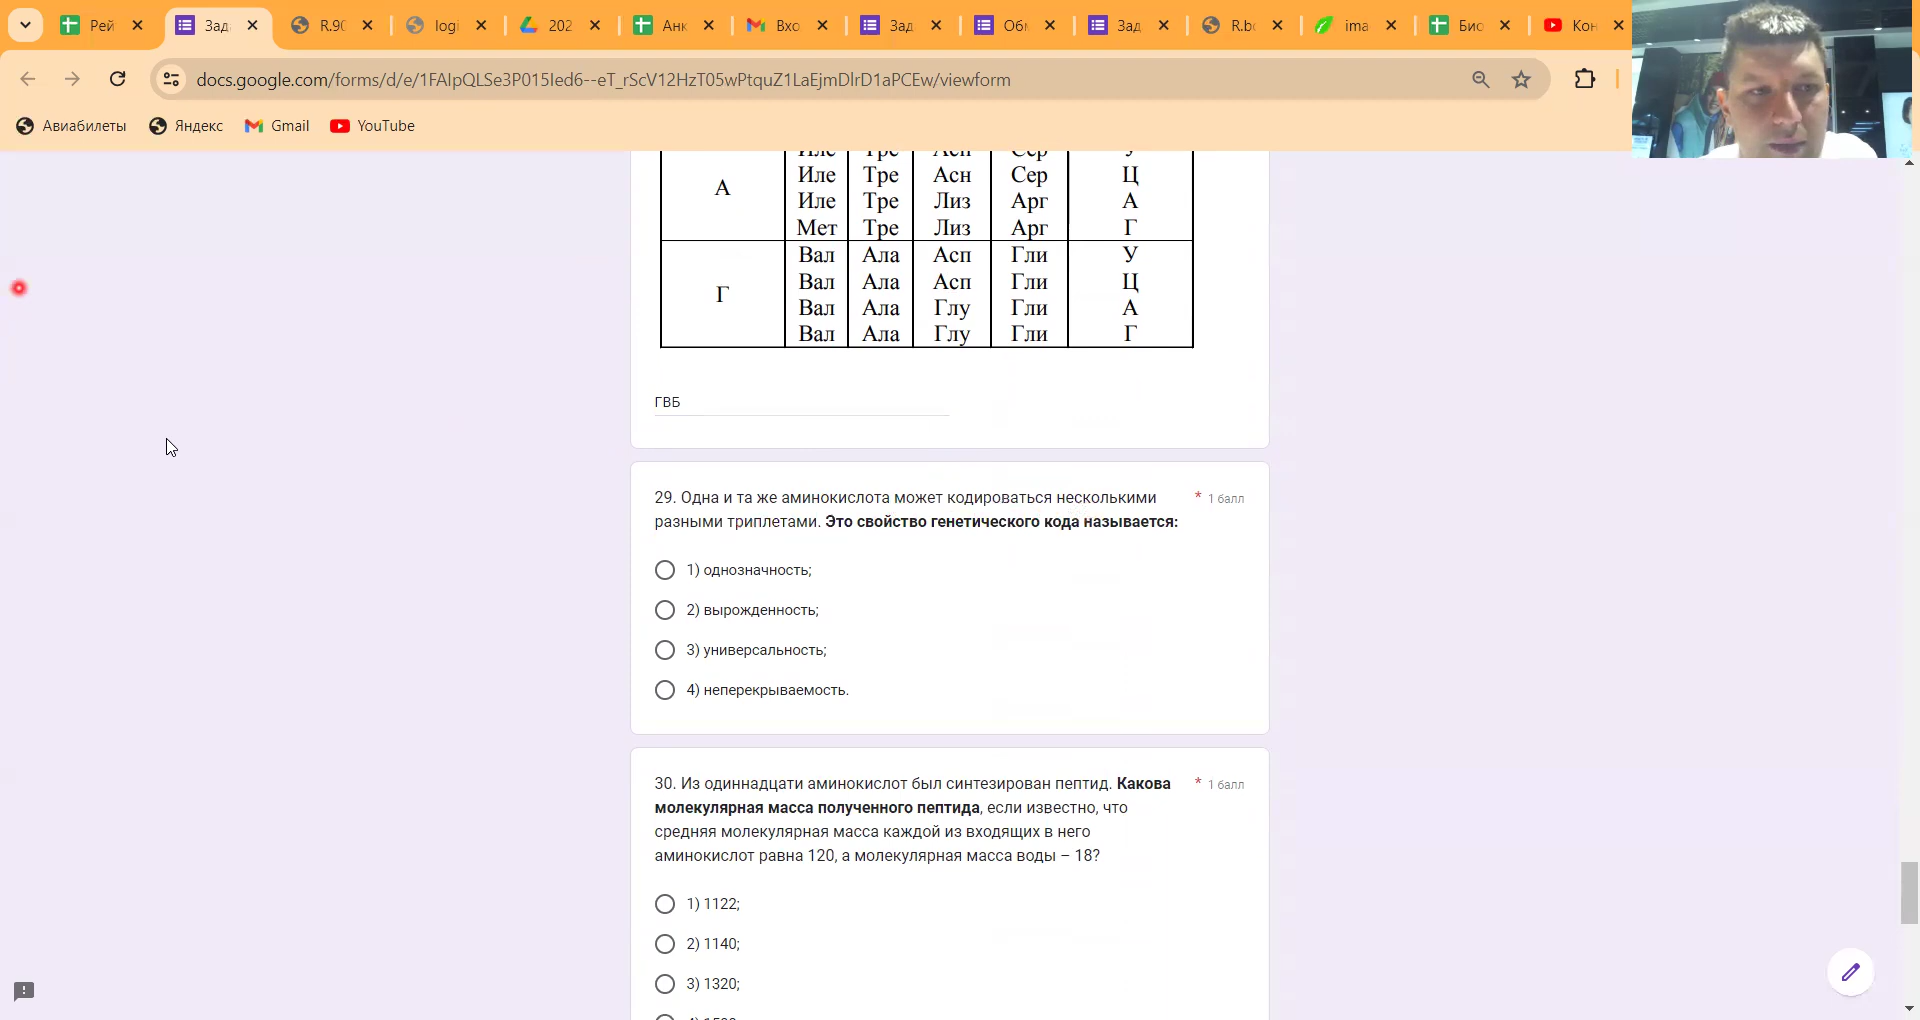 Рей
Зад
R.90
logi
202
Анк
Вхо
Зад
Обм
Зад
R.bo
ima
Био
Кон
docs.google.com/forms/d/e/1FAIpQLSe3P015Ied6--eT_rScV12HzT05wPtquZ1LaEjmDlrD1aPCEw/viewform
Авиабилеты Яндекс Gmail YouTube
Иле Тре Асн Сер У
Иле Тре Асн Сер Ц
А
Иле Тре Лиз Арг А
Мет Тре Лиз Арг Г
Вал Ала Асп Гли У
Вал Ала Асп Гли Ц
Г
Вал Ала Глу Гли А
Вал Ала Глу Гли Г
ГВБ
29. Одна и та же аминокислота может кодироваться несколькими * 1 балл
разными триплетами. Это свойство генетического кода называется:
1) однозначность;
2) вырожденность;
3) универсальность;
4) неперекрываемость.
30. Из одиннадцати аминокислот был синтезирован пептид. Какова * 1 балл
молекулярная масса полученного пептида, если известно, что
средняя молекулярная масса каждой из входящих в него
аминокислот равна 120, а молекулярная масса воды – 18?
1) 1122;
2) 1140;
3) 1320;